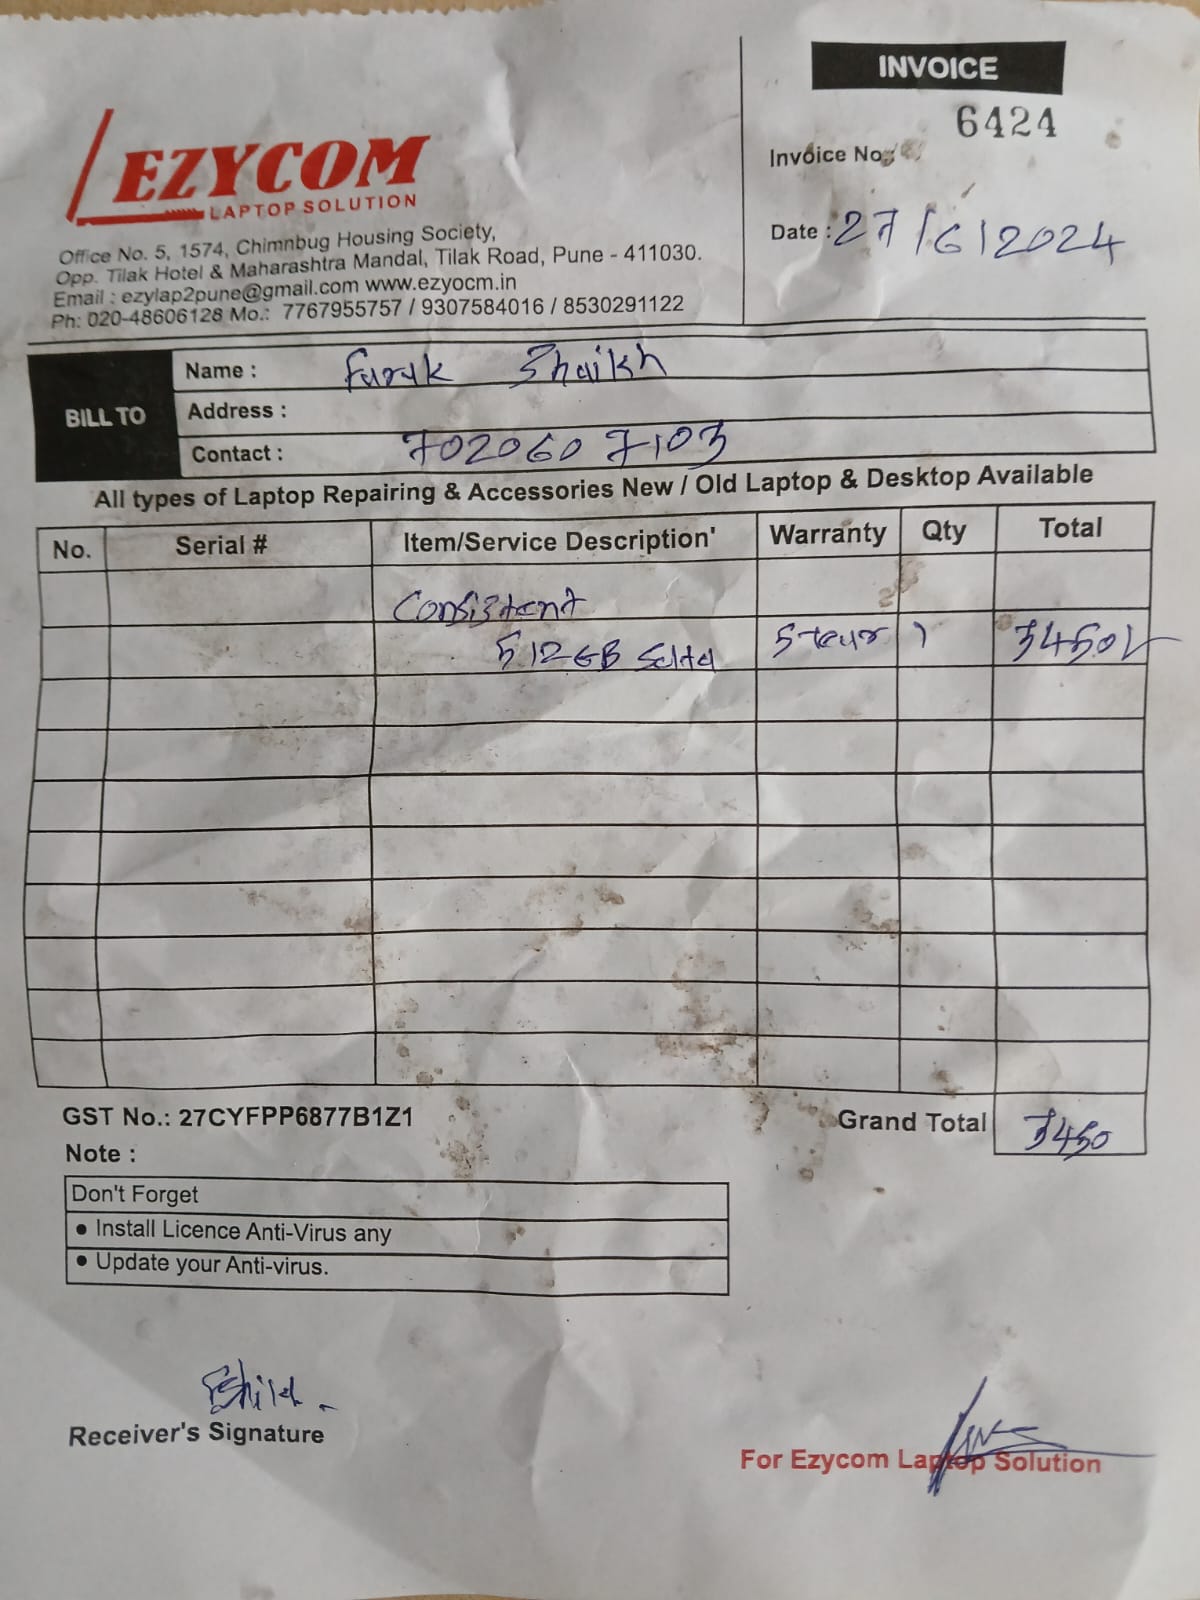 INVOICE
6424
Invoice No.:
Date : 27/6/2024
EZYCOM
LAPTOP SOLUTION
Office No. 5, 1574, Chimnbug Housing Society,
Opp. Tilak Hotel & Maharashtra Mandal, Tilak Road, Pune - 411030.
Email : ezylap2pune@gmail.com www.ezyocm.in
Ph: 020-48606128 Mo.: 7767955757 / 9307584016 / 8530291122
BILL TO
Name : Faruk Shaikh
Address :
Contact : 7020607103
All types of Laptop Repairing & Accessories New / Old Laptop & Desktop Available
No. Serial # Item/Service Description' Warranty Qty Total
Consistent
512GB 1 3450/-
GST No.: 27CYFPP6877B1Z1
Grand Total 3450
Note :
Don't Forget
• Install Licence Anti-Virus any
• Update your Anti-virus.
Receiver's Signature
For Ezycom Laptop Solution